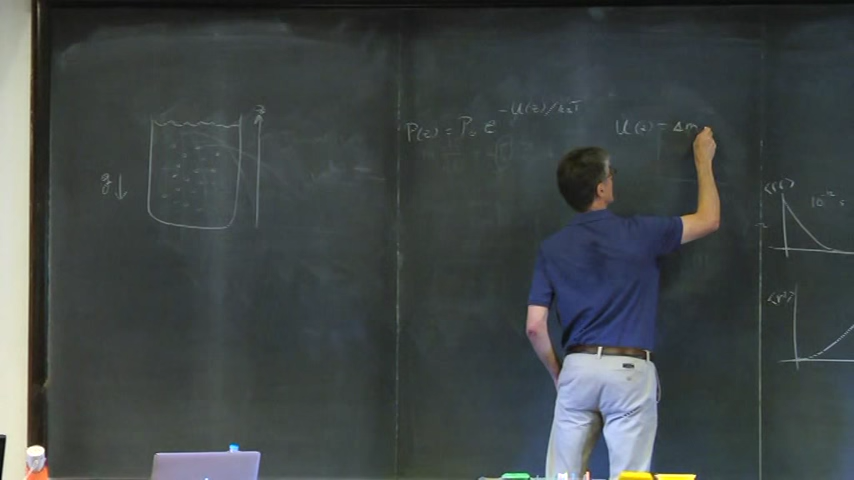 z
g ↓
P(z) = P₀ e^{-U(z)/k_BT}
U(z) = Δm
10⁻¹² s
⟨r²⟩